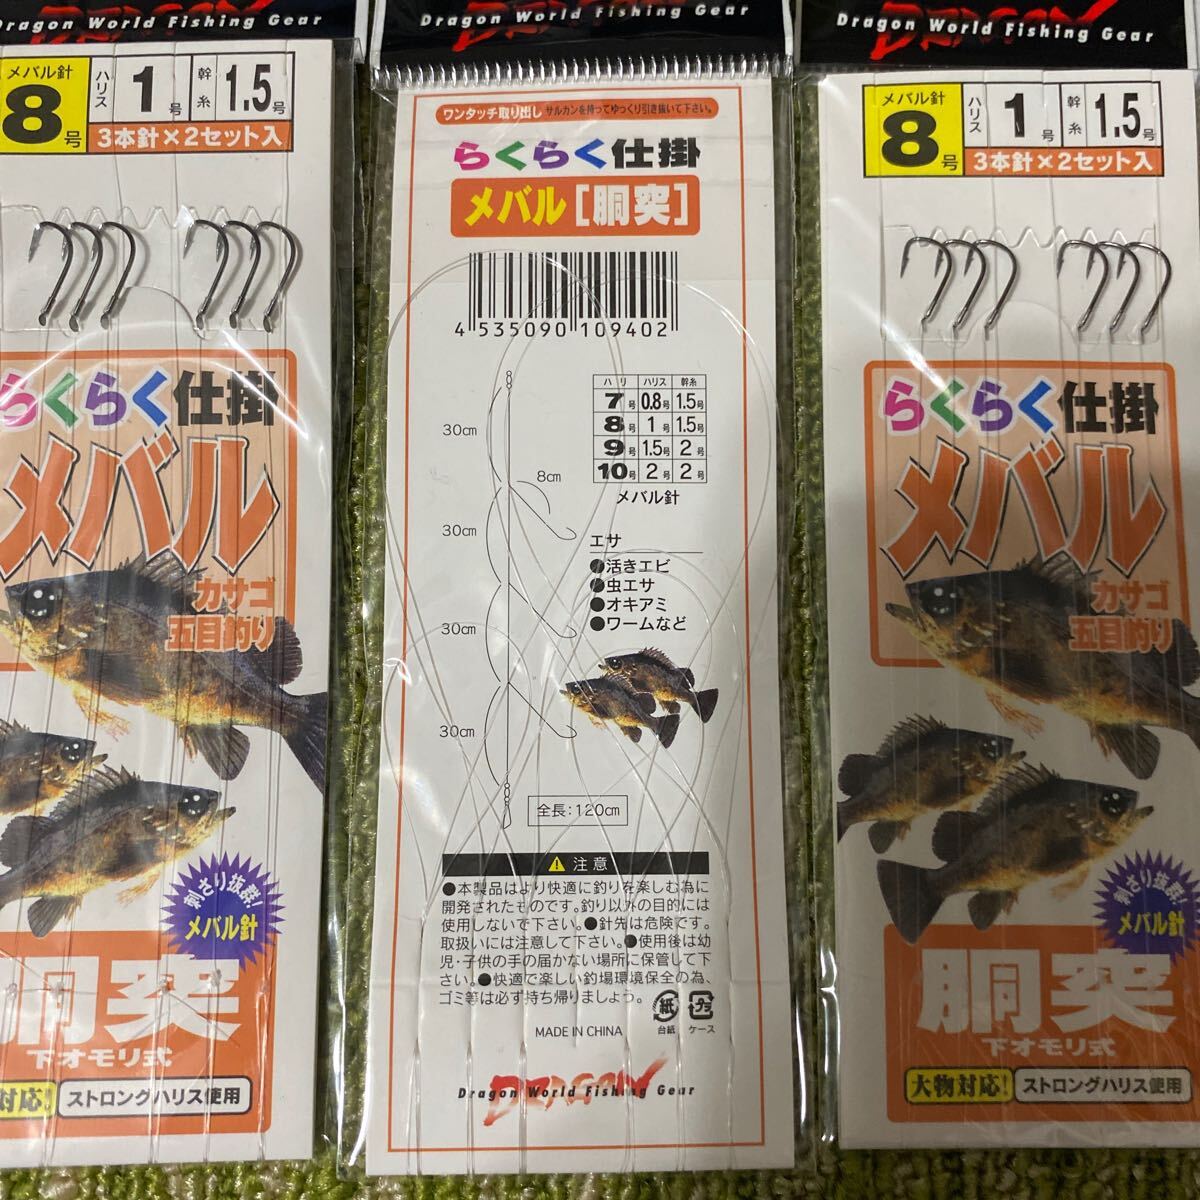 Dragon World Fishing Gear
メバル針
8号
ハリス
1号
幹糸
1.5号
3本針×2セット入
らくらく仕掛
メバル
カサゴ
五目釣り
刺さり抜群!
メバル針
胴突
下オモリ式
対応!
ストロングハリス使用
Dragon World Fishing Gear
ワンタッチ取り出し サルカンを持ってゆっくり引き抜いて下さい。
らくらく仕掛
メバル[胴突]
4 535090 109402
ハリ ハリス 幹糸
7号 0.8号 1.5号
8号 1号 1.5号
9号 1.5号 2号
10号 2号 2号
メバル針
30cm
8cm
30cm
30cm
30cm
全長:120cm
エサ
●活きエビ
●虫エサ
●オキアミ
●ワームなど
注意
●本製品はより快適に釣りを楽しむ為に
開発されたものです。釣り以外の目的には
使用しないで下さい。●針先は危険です。
取扱いには注意して下さい。●使用後は幼
児・子供の手の届かない場所に保管して下
さい。●快適で楽しい釣場環境保全の為、
ゴミ等は必ず持ち帰りましょう。
紙
台紙
プラ
ケース
MADE IN CHINA
DRAGON
Dragon World Fishing Gear
Dragon World Fishing Gear
メバル針
8号
ハリス
1号
幹糸
1.5号
3本針×2セット入
らくらく仕掛
メバル
カサゴ
五目釣り
刺さり抜群!
メバル針
胴突
下オモリ式
大物対応!
ストロングハリス使用